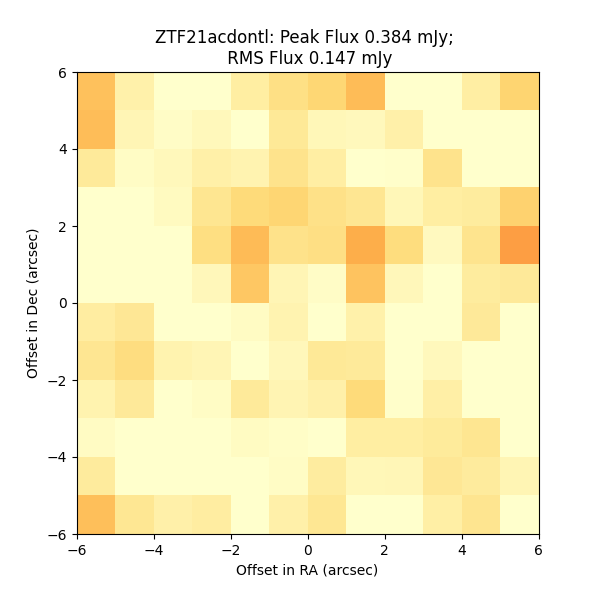 ZTF21acdontl: Peak Flux 0.384 mJy;
RMS Flux 0.147 mJy
6
4
2
0
−2
−4
−6
Offset in Dec (arcsec)
−6 −4 −2 0 2 4 6
Offset in RA (arcsec)